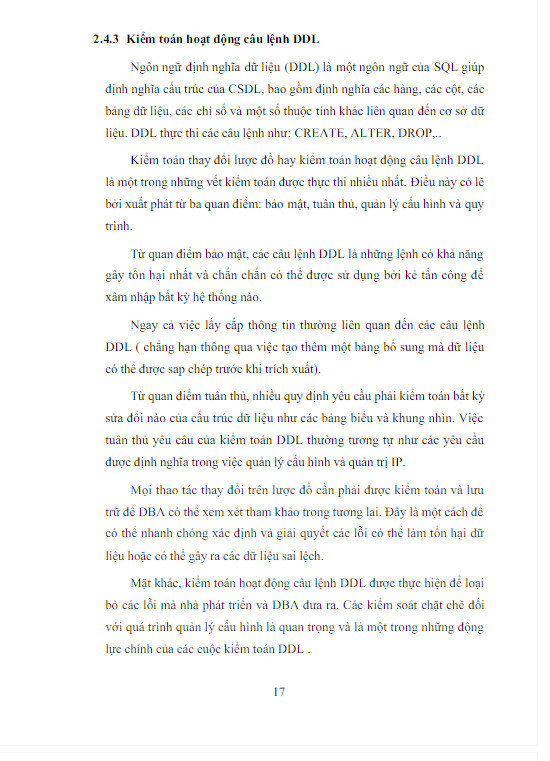 2.4.3 Kiểm toán hoạt động câu lệnh DDL
Ngôn ngữ định nghĩa dữ liệu (DDL) là một ngôn ngữ của SQL giúp
định nghĩa cấu trúc của CSDL, bao gồm định nghĩa các hàng, các cột, các
bảng dữ liệu, các chỉ số và một số thuộc tính khác liên quan đến cơ sở dữ
liệu. DDL thực thi các câu lệnh như: CREATE, ALTER, DROP,..
Kiểm toán thay đổi lược đồ hay kiểm toán hoạt động câu lệnh DDL
là một trong những vết kiểm toán được thực thi nhiều nhất. Điều này có lẽ
bởi xuất phát từ ba quan điểm: bảo mật, tuân thủ, quản lý cấu hình và quy
trình.
Từ quan điểm bảo mật, các câu lệnh DDL là những lệnh có khả năng
gây tổn hại nhất và chắn chắn có thể được sử dụng bởi kẻ tấn công để
xâm nhập bất kỳ hệ thống nào.
Ngay cả việc lấy cắp thông tin thường liên quan đến các câu lệnh
DDL ( chẳng hạn thông qua việc tạo thêm một bảng bổ sung mà dữ liệu
có thể được sap chép trước khi trích xuất).
Từ quan điểm tuân thủ, nhiều quy định yêu cầu phải kiểm toán bất kỳ
sửa đổi nào của cấu trúc dữ liệu như các bảng biểu và khung nhìn. Việc
tuân thủ yêu câu của kiểm toán DDL thường tương tự như các yêu cầu
được định nghĩa trong việc quản lý cấu hình và quản trị IP.
Mọi thao tác thay đổi trên lược đồ cần phải được kiểm toán và lưu
trữ để DBA có thể xem xét tham khảo trong tương lai. Đây là một cách để
có thể nhanh chóng xác định và giải quyết các lỗi có thể làm tổn hại dữ
liệu hoặc có thể gây ra các dữ liệu sai lệch.
Mặt khác, kiểm toán hoạt động câu lệnh DDL được thực hiện để loại
bỏ các lỗi mà nhà phát triển và DBA đưa ra. Các kiểm soát chặt chẽ đối
với quá trình quản lý cấu hình là quan trọng và là một trong những động
lực chính của các cuộc kiểm toán DDL .
17